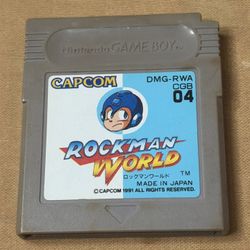 Nintendo GAME BOY
CAPCOM
DMG-RWA
CGB
04
ROCKMAN
WORLD
TM
ロックマンワールド
MADE IN JAPAN
© CAPCOM 1991 ALL RIGHTS RESERVED.